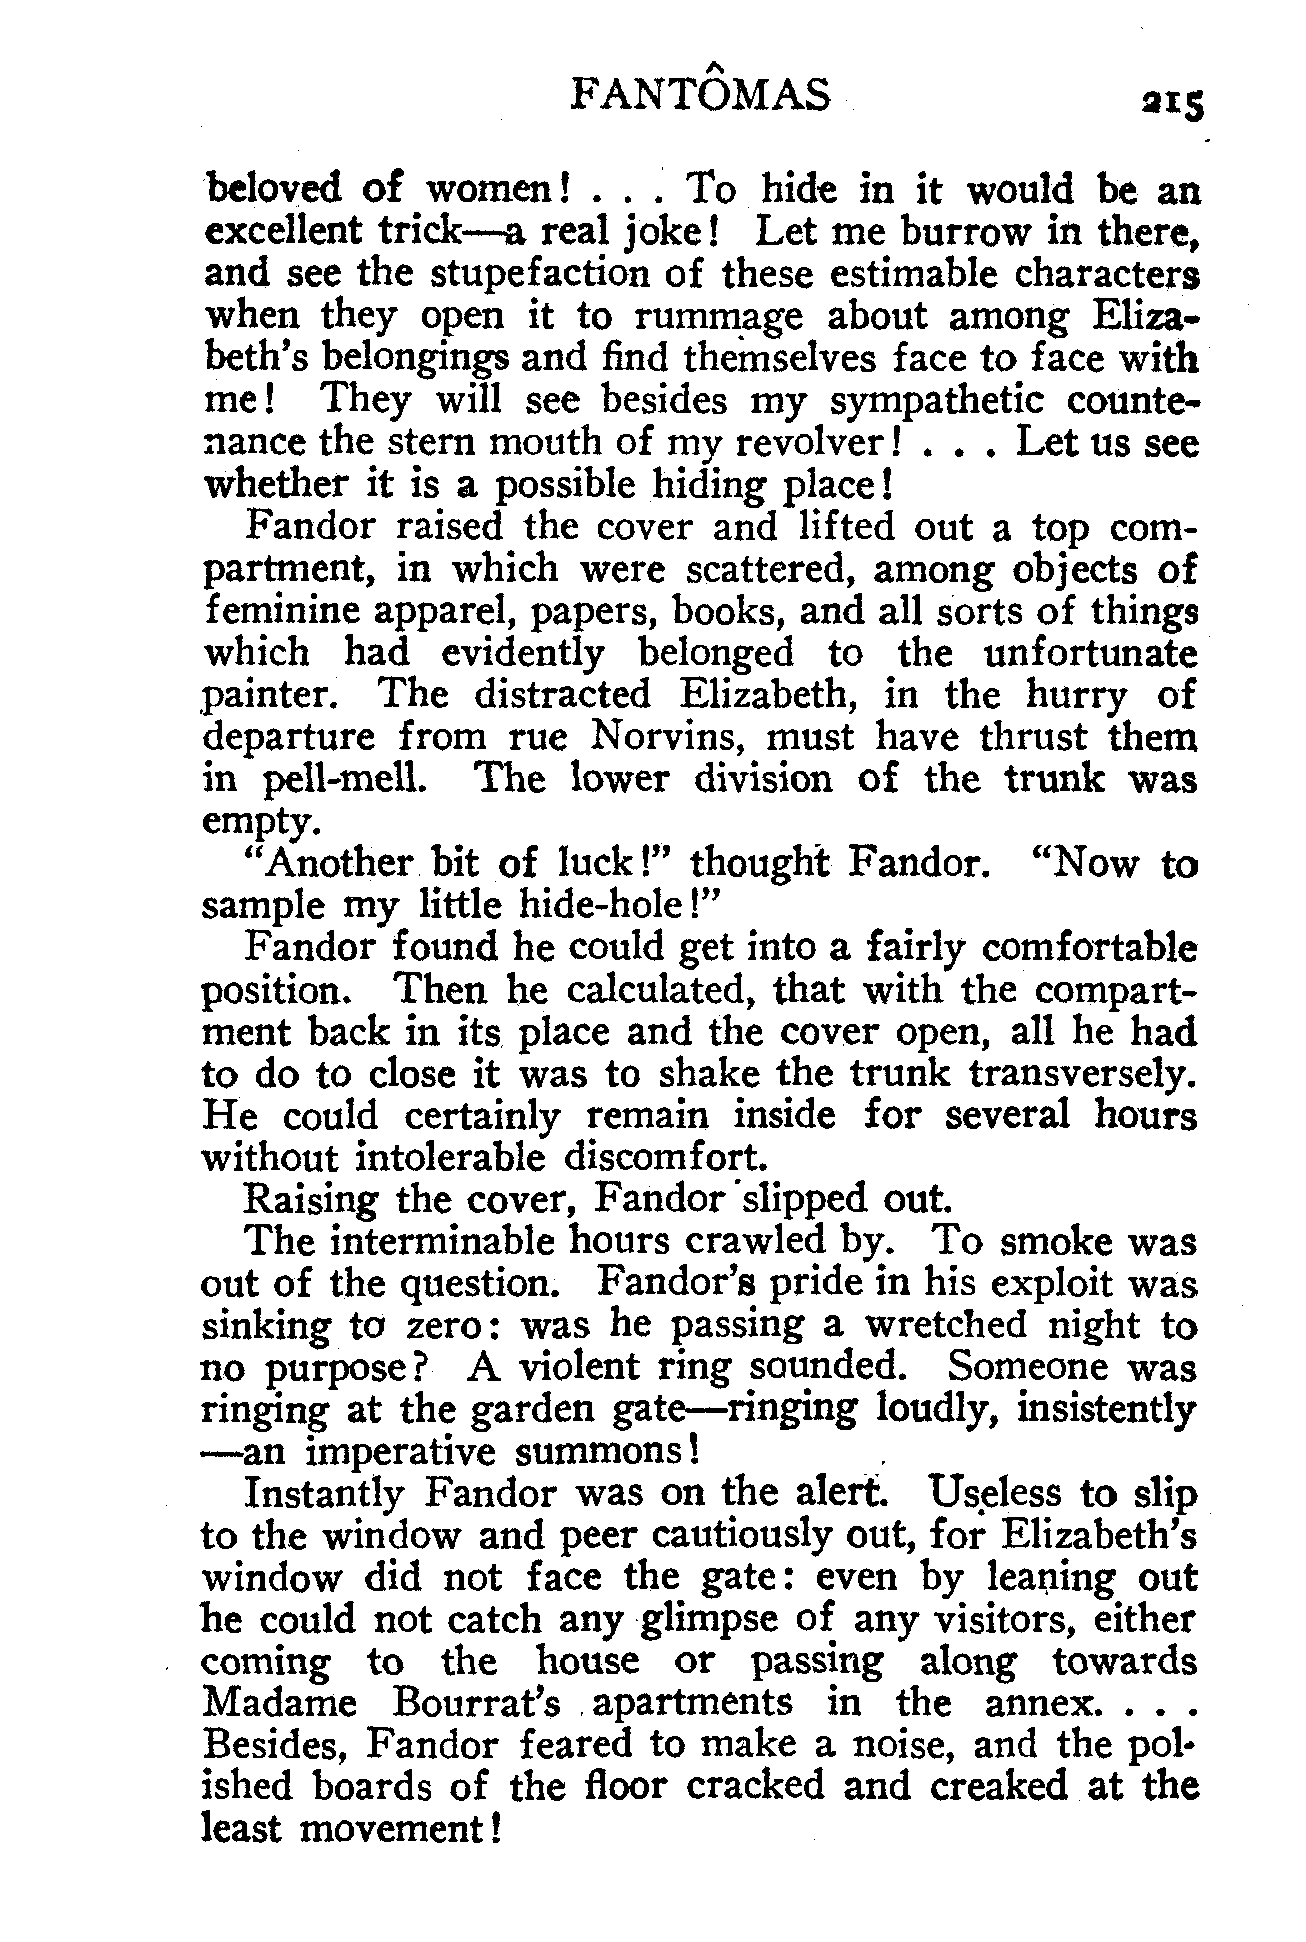 FANTÔMAS 215
beloved of women! . . . To hide in it would be an
excellent trick—a real joke! Let me burrow in there,
and see the stupefaction of these estimable characters
when they open it to rummage about among Eliza-
beth's belongings and find themselves face to face with
me! They will see besides my sympathetic counte-
nance the stern mouth of my revolver! . . . Let us see
whether it is a possible hiding place!
Fandor raised the cover and lifted out a top com-
partment, in which were scattered, among objects of
feminine apparel, papers, books, and all sorts of things
which had evidently belonged to the unfortunate
painter. The distracted Elizabeth, in the hurry of
departure from rue Norvins, must have thrust them
in pell-mell. The lower division of the trunk was
empty.
"Another bit of luck!" thought Fandor. "Now to
sample my little hide-hole!"
Fandor found he could get into a fairly comfortable
position. Then he calculated, that with the compart-
ment back in its place and the cover open, all he had
to do to close it was to shake the trunk transversely.
He could certainly remain inside for several hours
without intolerable discomfort.
Raising the cover, Fandor slipped out.
The interminable hours crawled by. To smoke was
out of the question. Fandor's pride in his exploit was
sinking to zero: was he passing a wretched night to
no purpose? A violent ring sounded. Someone was
ringing at the garden gate—ringing loudly, insistently
—an imperative summons!
Instantly Fandor was on the alert. Useless to slip
to the window and peer cautiously out, for Elizabeth's
window did not face the gate: even by leaning out
he could not catch any glimpse of any visitors, either
coming to the house or passing along towards
Madame Bourrat's apartments in the annex. . . .
Besides, Fandor feared to make a noise, and the pol-
ished boards of the floor cracked and creaked at the
least movement!